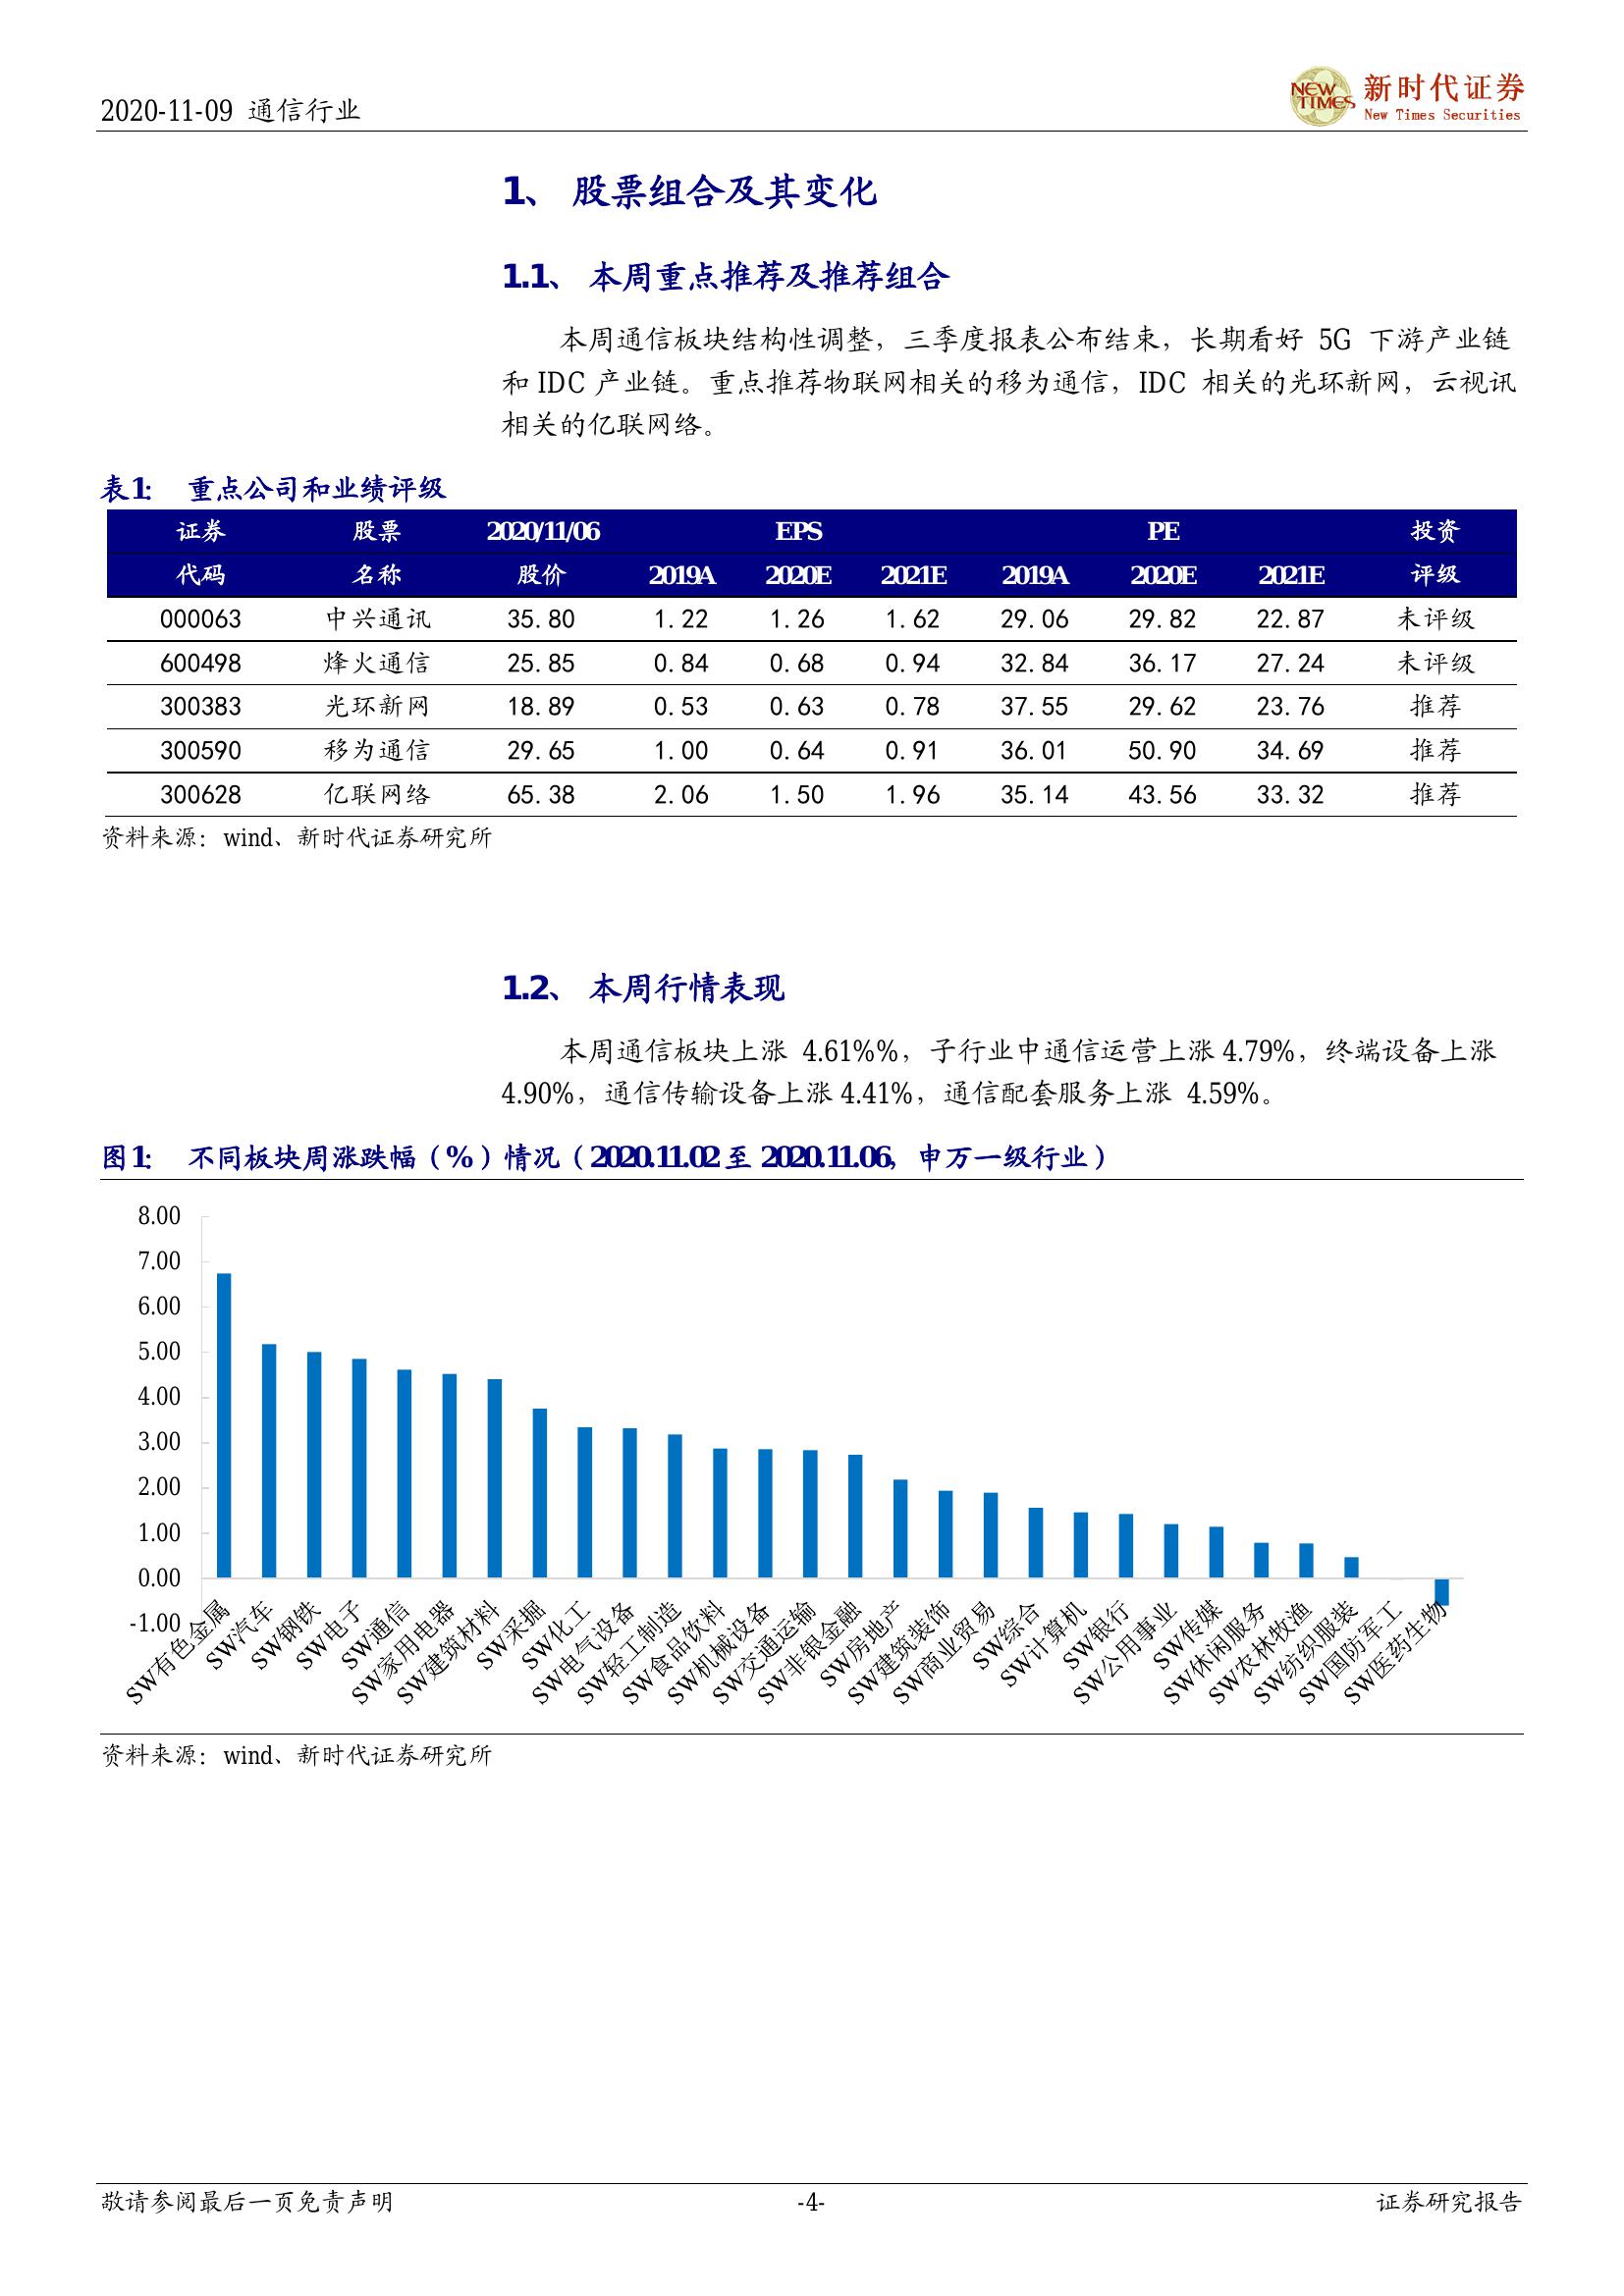 2020-11-09 通信行业
NEW TIMES 新时代证券
New Times Securities
1、 股票组合及其变化
1.1、 本周重点推荐及推荐组合
本周通信板块结构性调整，三季度报表公布结束，长期看好 5G 下游产业链
和 IDC 产业链。重点推荐物联网相关的移为通信，IDC 相关的光环新网，云视讯
相关的亿联网络。
表1： 重点公司和业绩评级
证券 股票 2020/11/06 EPS PE 投资
代码 名称 股价 2019A 2020E 2021E 2019A 2020E 2021E 评级
000063 中兴通讯 35.80 1.22 1.26 1.62 29.06 29.82 22.87 未评级
600498 烽火通信 25.85 0.84 0.68 0.94 32.84 36.17 27.24 未评级
300383 光环新网 18.89 0.53 0.63 0.78 37.55 29.62 23.76 推荐
300590 移为通信 29.65 1.00 0.64 0.91 36.01 50.90 34.69 推荐
300628 亿联网络 65.38 2.06 1.50 1.96 35.14 43.56 33.32 推荐
资料来源：wind、新时代证券研究所
1.2、 本周行情表现
本周通信板块上涨 4.61%%，子行业中通信运营上涨 4.79%，终端设备上涨
4.90%，通信传输设备上涨 4.41%，通信配套服务上涨 4.59%。
图1： 不同板块周涨跌幅（%）情况（2020.11.02 至 2020.11.06，申万一级行业）
8.00
7.00
6.00
5.00
4.00
3.00
2.00
1.00
0.00
-1.00
SW有色金属
SW汽车
SW钢铁
SW电子
SW通信
SW家用电器
SW建筑材料
SW采掘
SW化工
SW电气设备
SW轻工制造
SW食品饮料
SW机械设备
SW交通运输
SW非银金融
SW房地产
SW建筑装饰
SW商业贸易
SW综合
SW计算机
SW银行
SW公用事业
SW传媒
SW休闲服务
SW农林牧渔
SW纺织服装
SW国防军工
SW医药生物
资料来源：wind、新时代证券研究所
敬请参阅最后一页免责声明 -4- 证券研究报告